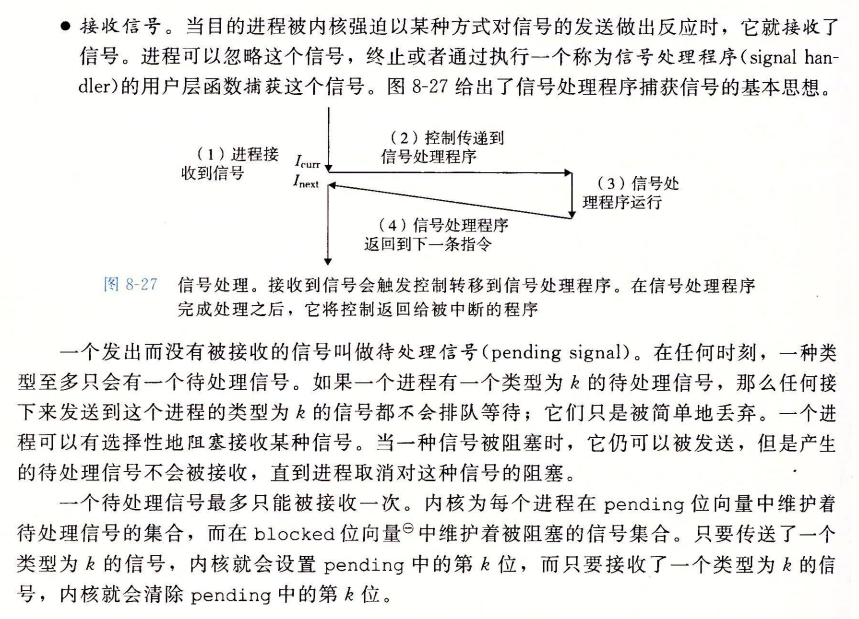 ● 接收信号。当目的进程被内核强迫以某种方式对信号的发送做出反应时，它就接收了
信号。进程可以忽略这个信号，终止或者通过执行一个称为信号处理程序(signal han-
dler)的用户层函数捕获这个信号。图 8-27 给出了信号处理程序捕获信号的基本思想。
（1）进程接
收到信号
Icurr
Inext
（2）控制传递到
信号处理程序
（3）信号处
理程序运行
（4）信号处理程序
返回到下一条指令
图 8-27 信号处理。接收到信号会触发控制转移到信号处理程序。在信号处理程序
完成处理之后，它将控制返回给被中断的程序
一个发出而没有被接收的信号叫做待处理信号(pending signal)。在任何时刻，一种类
型至多只会有一个待处理信号。如果一个进程有一个类型为 k 的待处理信号，那么任何接
下来发送到这个进程的类型为 k 的信号都不会排队等待；它们只是被简单地丢弃。一个进
程可以有选择性地阻塞接收某种信号。当一种信号被阻塞时，它仍可以被发送，但是产生
的待处理信号不会被接收，直到进程取消对这种信号的阻塞。
一个待处理信号最多只能被接收一次。内核为每个进程在 pending 位向量中维护着
待处理信号的集合，而在 blocked 位向量⊖中维护着被阻塞的信号集合。只要传送了一个
类型为 k 的信号，内核就会设置 pending 中的第 k 位，而只要接收了一个类型为 k 的信
号，内核就会清除 pending 中的第 k 位。